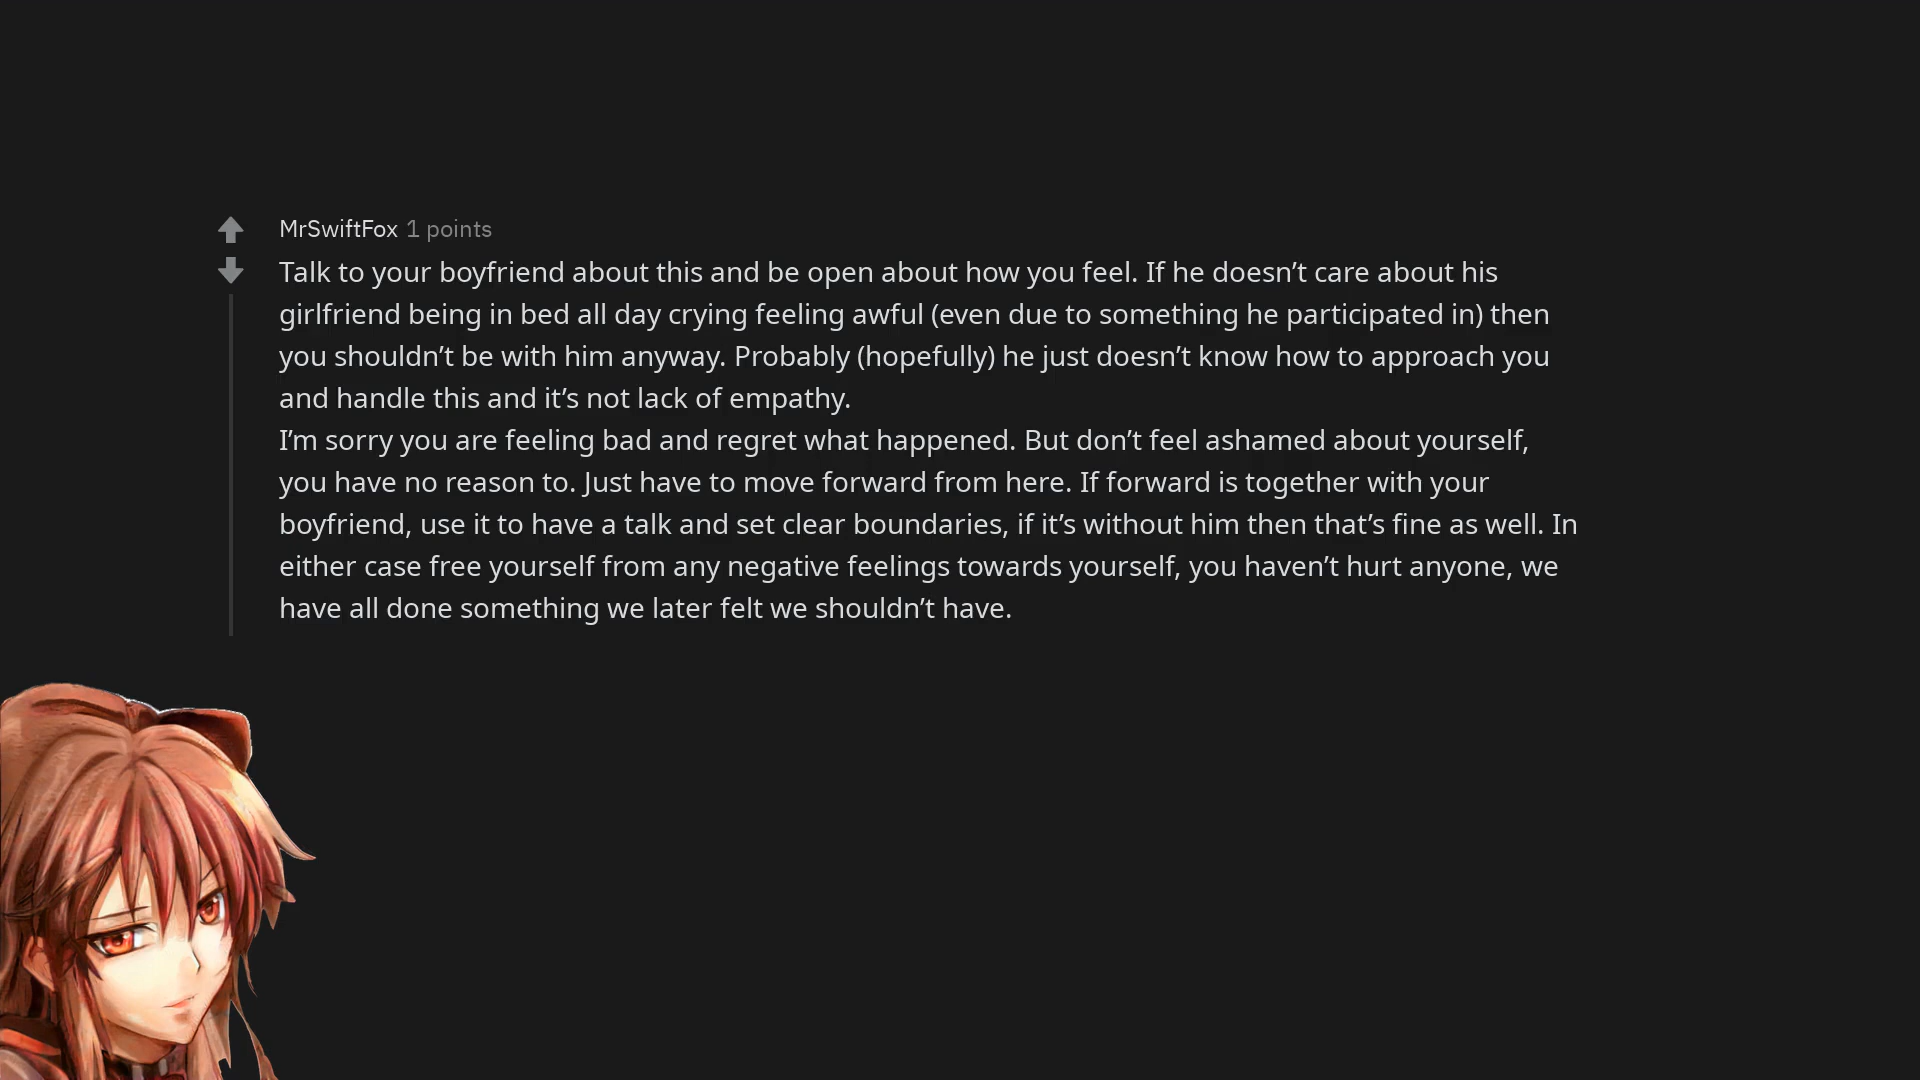 MrSwiftFox 1 points
Talk to your boyfriend about this and be open about how you feel. If he doesn’t care about his
girlfriend being in bed all day crying feeling awful (even due to something he participated in) then
you shouldn’t be with him anyway. Probably (hopefully) he just doesn’t know how to approach you
and handle this and it’s not lack of empathy.
I’m sorry you are feeling bad and regret what happened. But don’t feel ashamed about yourself,
you have no reason to. Just have to move forward from here. If forward is together with your
boyfriend, use it to have a talk and set clear boundaries, if it’s without him then that’s fine as well. In
either case free yourself from any negative feelings towards yourself, you haven’t hurt anyone, we
have all done something we later felt we shouldn’t have.